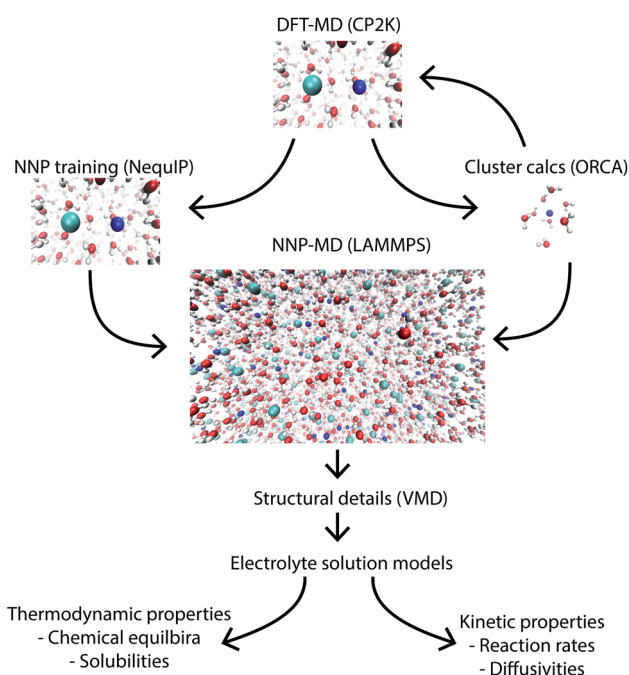 DFT-MD (CP2K)
NNP training (NequIP)
Cluster calcs (ORCA)
NNP-MD (LAMMPS)
Structural details (VMD)
Electrolyte solution models
Thermodynamic properties
- Chemical equilbira
- Solubilities
Kinetic properties
- Reaction rates
- Diffusivities